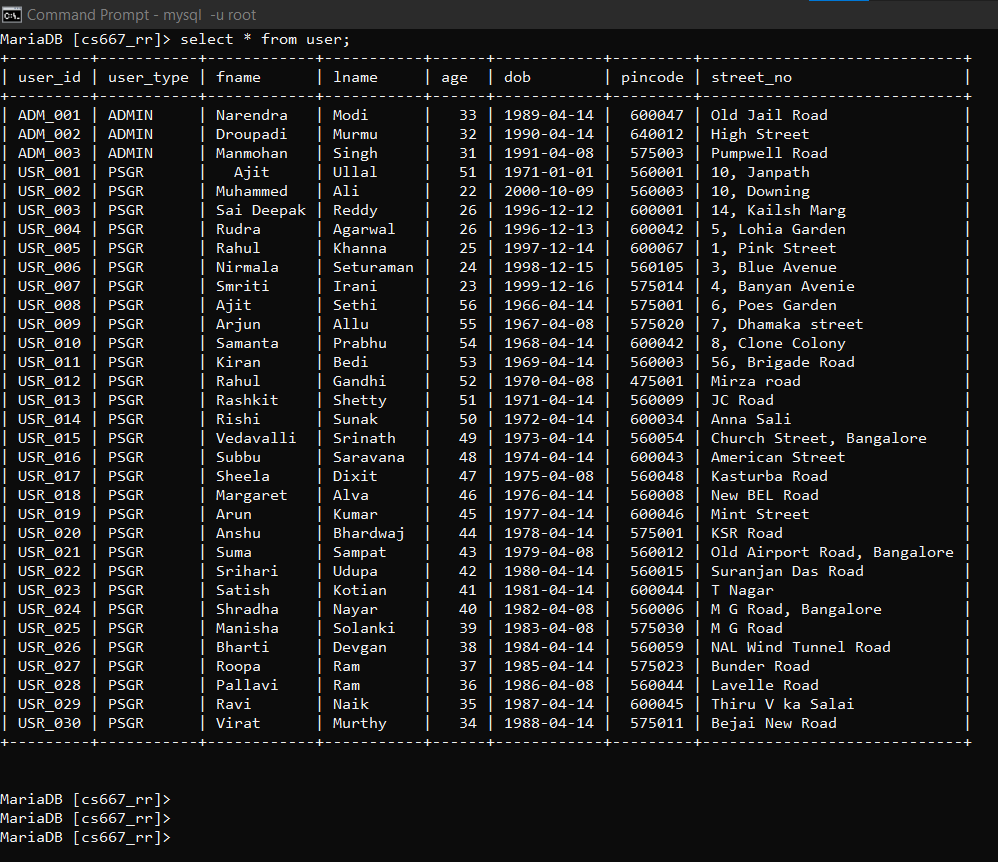 Command Prompt - mysql  -u root
MariaDB [cs667_rr]> select * from user;
+---------+-----------+------------+-----------+------+------------+---------+-----------------------------+
| user_id | user_type | fname      | lname     | age  | dob        | pincode | street_no                   |
+---------+-----------+------------+-----------+------+------------+---------+-----------------------------+
| ADM_001 | ADMIN     | Narendra   | Modi      |   33 | 1989-04-14 |  600047 | Old Jail Road               |
| ADM_002 | ADMIN     | Droupadi   | Murmu     |   32 | 1990-04-14 |  640012 | High Street                 |
| ADM_003 | ADMIN     | Manmohan   | Singh     |   31 | 1991-04-08 |  575003 | Pumpwell Road               |
| USR_001 | PSGR      |   Ajit     | Ullal     |   51 | 1971-01-01 |  560001 | 10, Janpath                 |
| USR_002 | PSGR      | Muhammed   | Ali       |   22 | 2000-10-09 |  560003 | 10, Downing                 |
| USR_003 | PSGR      | Sai Deepak | Reddy     |   26 | 1996-12-12 |  600001 | 14, Kailsh Marg             |
| USR_004 | PSGR      | Rudra      | Agarwal   |   26 | 1996-12-13 |  600042 | 5, Lohia Garden             |
| USR_005 | PSGR      | Rahul      | Khanna    |   25 | 1997-12-14 |  600067 | 1, Pink Street              |
| USR_006 | PSGR      | Nirmala    | Seturaman |   24 | 1998-12-15 |  560105 | 3, Blue Avenue              |
| USR_007 | PSGR      | Smriti     | Irani     |   23 | 1999-12-16 |  575014 | 4, Banyan Avenie            |
| USR_008 | PSGR      | Ajit       | Sethi     |   56 | 1966-04-14 |  575001 | 6, Poes Garden              |
| USR_009 | PSGR      | Arjun      | Allu      |   55 | 1967-04-08 |  575020 | 7, Dhamaka street           |
| USR_010 | PSGR      | Samanta    | Prabhu    |   54 | 1968-04-14 |  600042 | 8, Clone Colony             |
| USR_011 | PSGR      | Kiran      | Bedi      |   53 | 1969-04-14 |  560003 | 56, Brigade Road            |
| USR_012 | PSGR      | Rahul      | Gandhi    |   52 | 1970-04-08 |  475001 | Mirza road                  |
| USR_013 | PSGR      | Rashkit    | Shetty    |   51 | 1971-04-14 |  560009 | JC Road                     |
| USR_014 | PSGR      | Rishi      | Sunak     |   50 | 1972-04-14 |  600034 | Anna Sali                   |
| USR_015 | PSGR      | Vedavalli  | Srinath   |   49 | 1973-04-14 |  560054 | Church Street, Bangalore    |
| USR_016 | PSGR      | Subbu      | Saravana  |   48 | 1974-04-14 |  600043 | American Street             |
| USR_017 | PSGR      | Sheela     | Dixit     |   47 | 1975-04-08 |  560048 | Kasturba Road               |
| USR_018 | PSGR      | Margaret   | Alva      |   46 | 1976-04-14 |  560008 | New BEL Road                |
| USR_019 | PSGR      | Arun       | Kumar     |   45 | 1977-04-14 |  600046 | Mint Street                 |
| USR_020 | PSGR      | Anshu      | Bhardwaj  |   44 | 1978-04-14 |  575001 | KSR Road                    |
| USR_021 | PSGR      | Suma       | Sampat    |   43 | 1979-04-08 |  560012 | Old Airport Road, Bangalore |
| USR_022 | PSGR      | Srihari    | Udupa     |   42 | 1980-04-14 |  560015 | Suranjan Das Road           |
| USR_023 | PSGR      | Satish     | Kotian    |   41 | 1981-04-14 |  600044 | T Nagar                     |
| USR_024 | PSGR      | Shradha    | Nayar     |   40 | 1982-04-08 |  560006 | M G Road, Bangalore         |
| USR_025 | PSGR      | Manisha    | Solanki   |   39 | 1983-04-08 |  575030 | M G Road                    |
| USR_026 | PSGR      | Bharti     | Devgan    |   38 | 1984-04-14 |  560059 | NAL Wind Tunnel Road        |
| USR_027 | PSGR      | Roopa      | Ram       |   37 | 1985-04-14 |  575023 | Bunder Road                 |
| USR_028 | PSGR      | Pallavi    | Ram       |   36 | 1986-04-08 |  560044 | Lavelle Road                |
| USR_029 | PSGR      | Ravi       | Naik      |   35 | 1987-04-14 |  600045 | Thiru V ka Salai            |
| USR_030 | PSGR      | Virat      | Murthy    |   34 | 1988-04-14 |  575011 | Bejai New Road              |
+---------+-----------+------------+-----------+------+------------+---------+-----------------------------+
MariaDB [cs667_rr]>
MariaDB [cs667_rr]>
MariaDB [cs667_rr]>